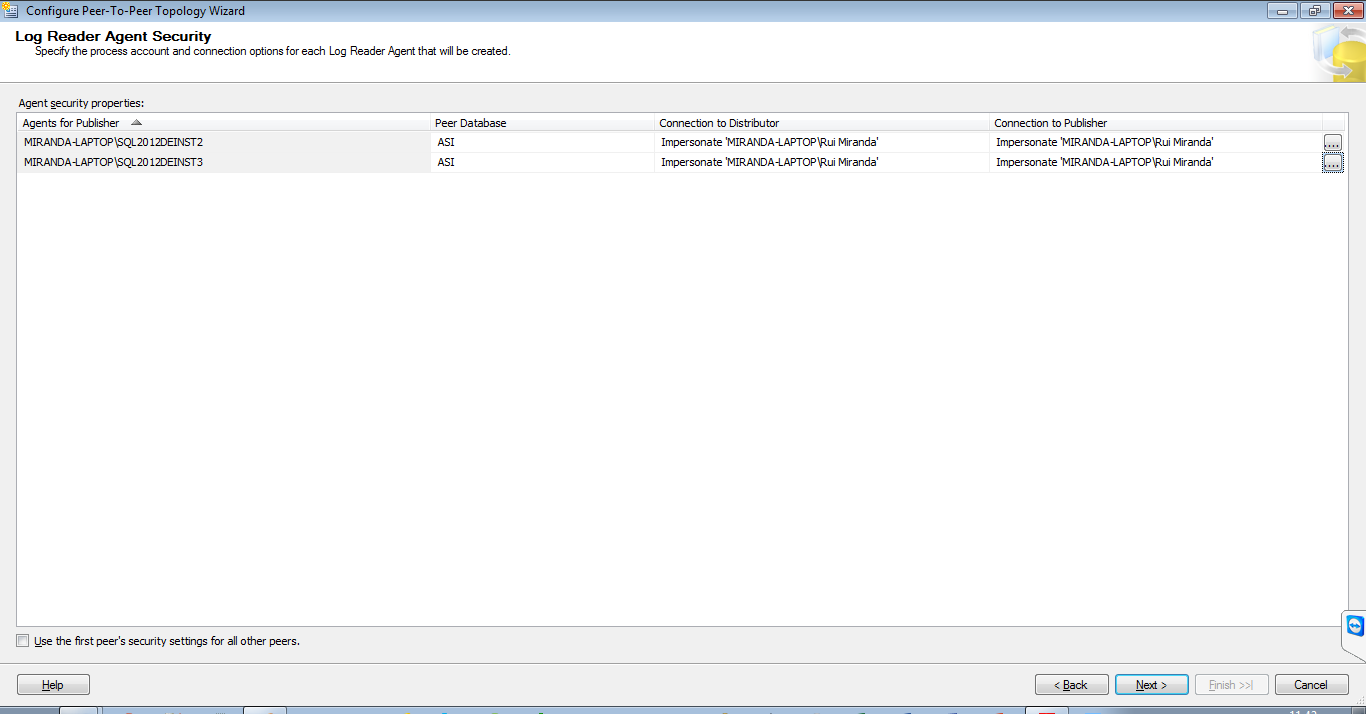 Configure Peer-To-Peer Topology Wizard
Log Reader Agent Security
Specify the process account and connection options for each Log Reader Agent that will be created.
Agent security properties:
Agents for Publisher Peer Database Connection to Distributor Connection to Publisher
MIRANDA-LAPTOP\SQL2012DEINST2 ASI Impersonate 'MIRANDA-LAPTOP\Rui Miranda' Impersonate 'MIRANDA-LAPTOP\Rui Miranda' ...
MIRANDA-LAPTOP\SQL2012DEINST3 ASI Impersonate 'MIRANDA-LAPTOP\Rui Miranda' Impersonate 'MIRANDA-LAPTOP\Rui Miranda' ...
Use the first peer's security settings for all other peers.
Help < Back Next > Finish >>| Cancel